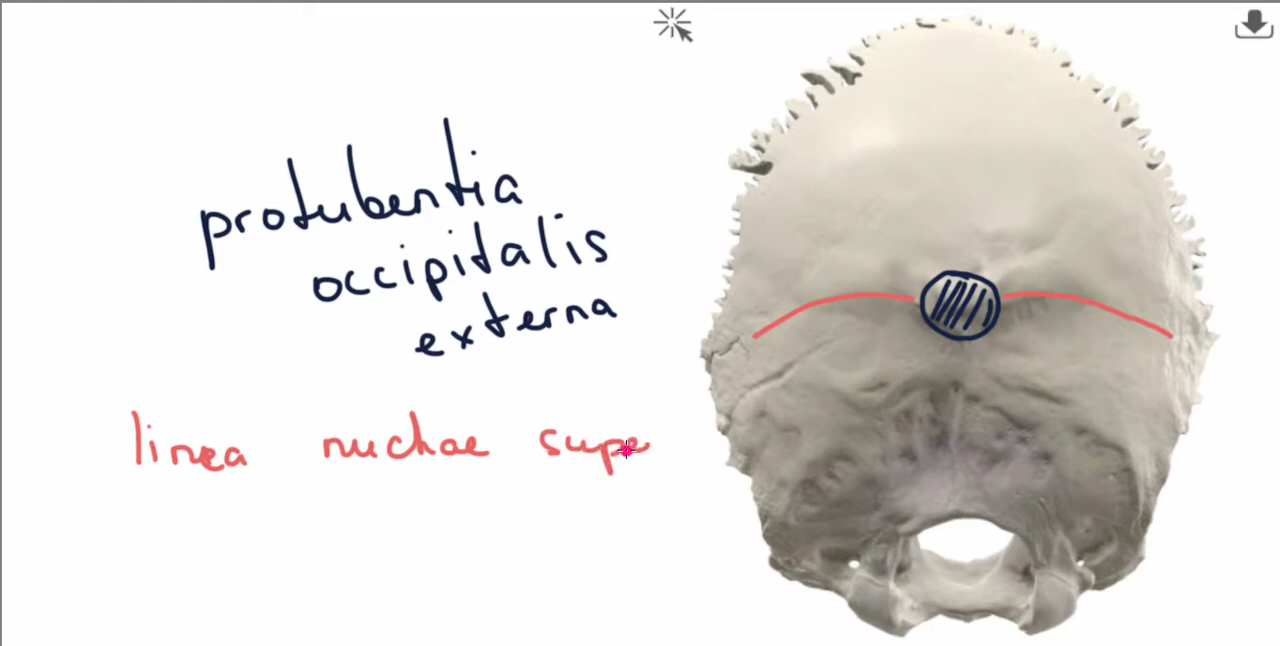 protubentia
occipitalis
externa
linea nuchae supe